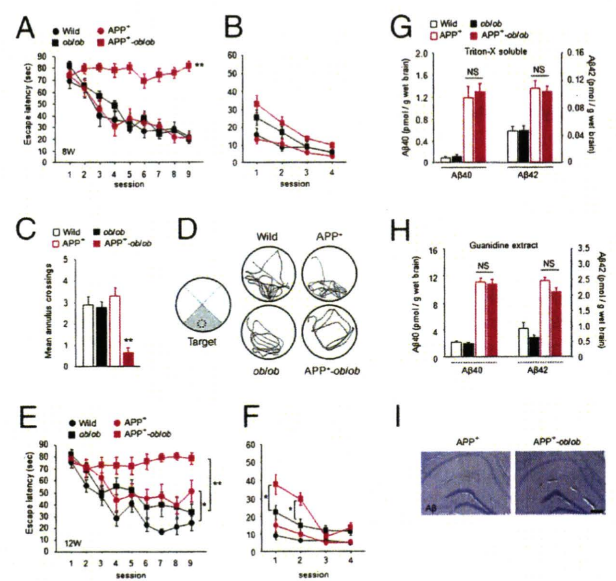 A
Wild
APP⁺
ob/ob
APP⁺-ob/ob
Escape latency (sec)
90
80
70
60
50
40
30
20
10
0
**
8W
1 2 3 4 5 6 7 8 9
session
B
60
50
40
30
20
10
0
1 2 3 4
session
C
Wild
ob/ob
APP⁺
APP⁺-ob/ob
Mean annulus crossings
5
4
3
2
1
0
**
D
Wild
APP⁺
Target
ob/ob
APP⁺-ob/ob
E
Wild
APP⁺
ob/ob
APP⁺-ob/ob
Escape latency (sec)
90
80
70
60
50
40
30
20
10
0
*
**
12W
1 2 3 4 5 6 7 8 9
session
F
60
50
40
30
20
10
0
*
*
1 2 3 4
session
G
Wild
ob/ob
APP⁺
APP⁺-ob/ob
Triton-X soluble
Aβ40 (pmol / g wet brain)
2.0
1.6
1.2
0.8
0.4
0
NS
NS
0.16
0.12
0.08
0.04
0
Aβ42 (pmol / g wet brain)
Aβ40
Aβ42
H
Guanidine extract
Aβ40 (pmol / g wet brain)
16
12
8
4
0
NS
NS
3.5
3.0
2.5
2.0
1.5
1.0
0.5
0
Aβ42 (pmol / g wet brain)
Aβ40
Aβ42
I
APP⁺
APP⁺-ob/ob
Aβ